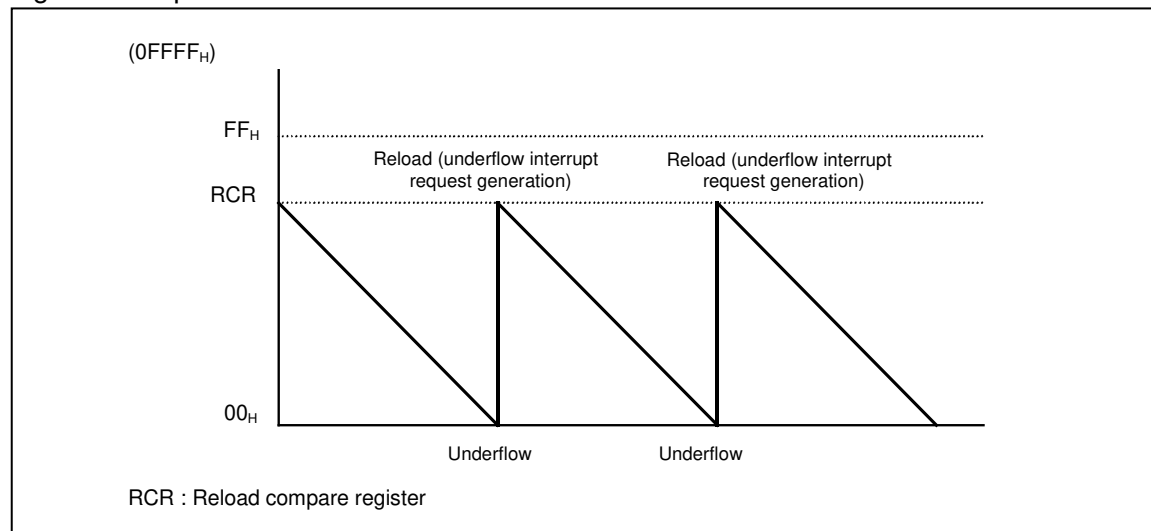 (0FFFFH)
FFH
Reload (underflow interrupt
request generation)
Reload (underflow interrupt
request generation)
RCR
00H
Underflow
Underflow
RCR : Reload compare register